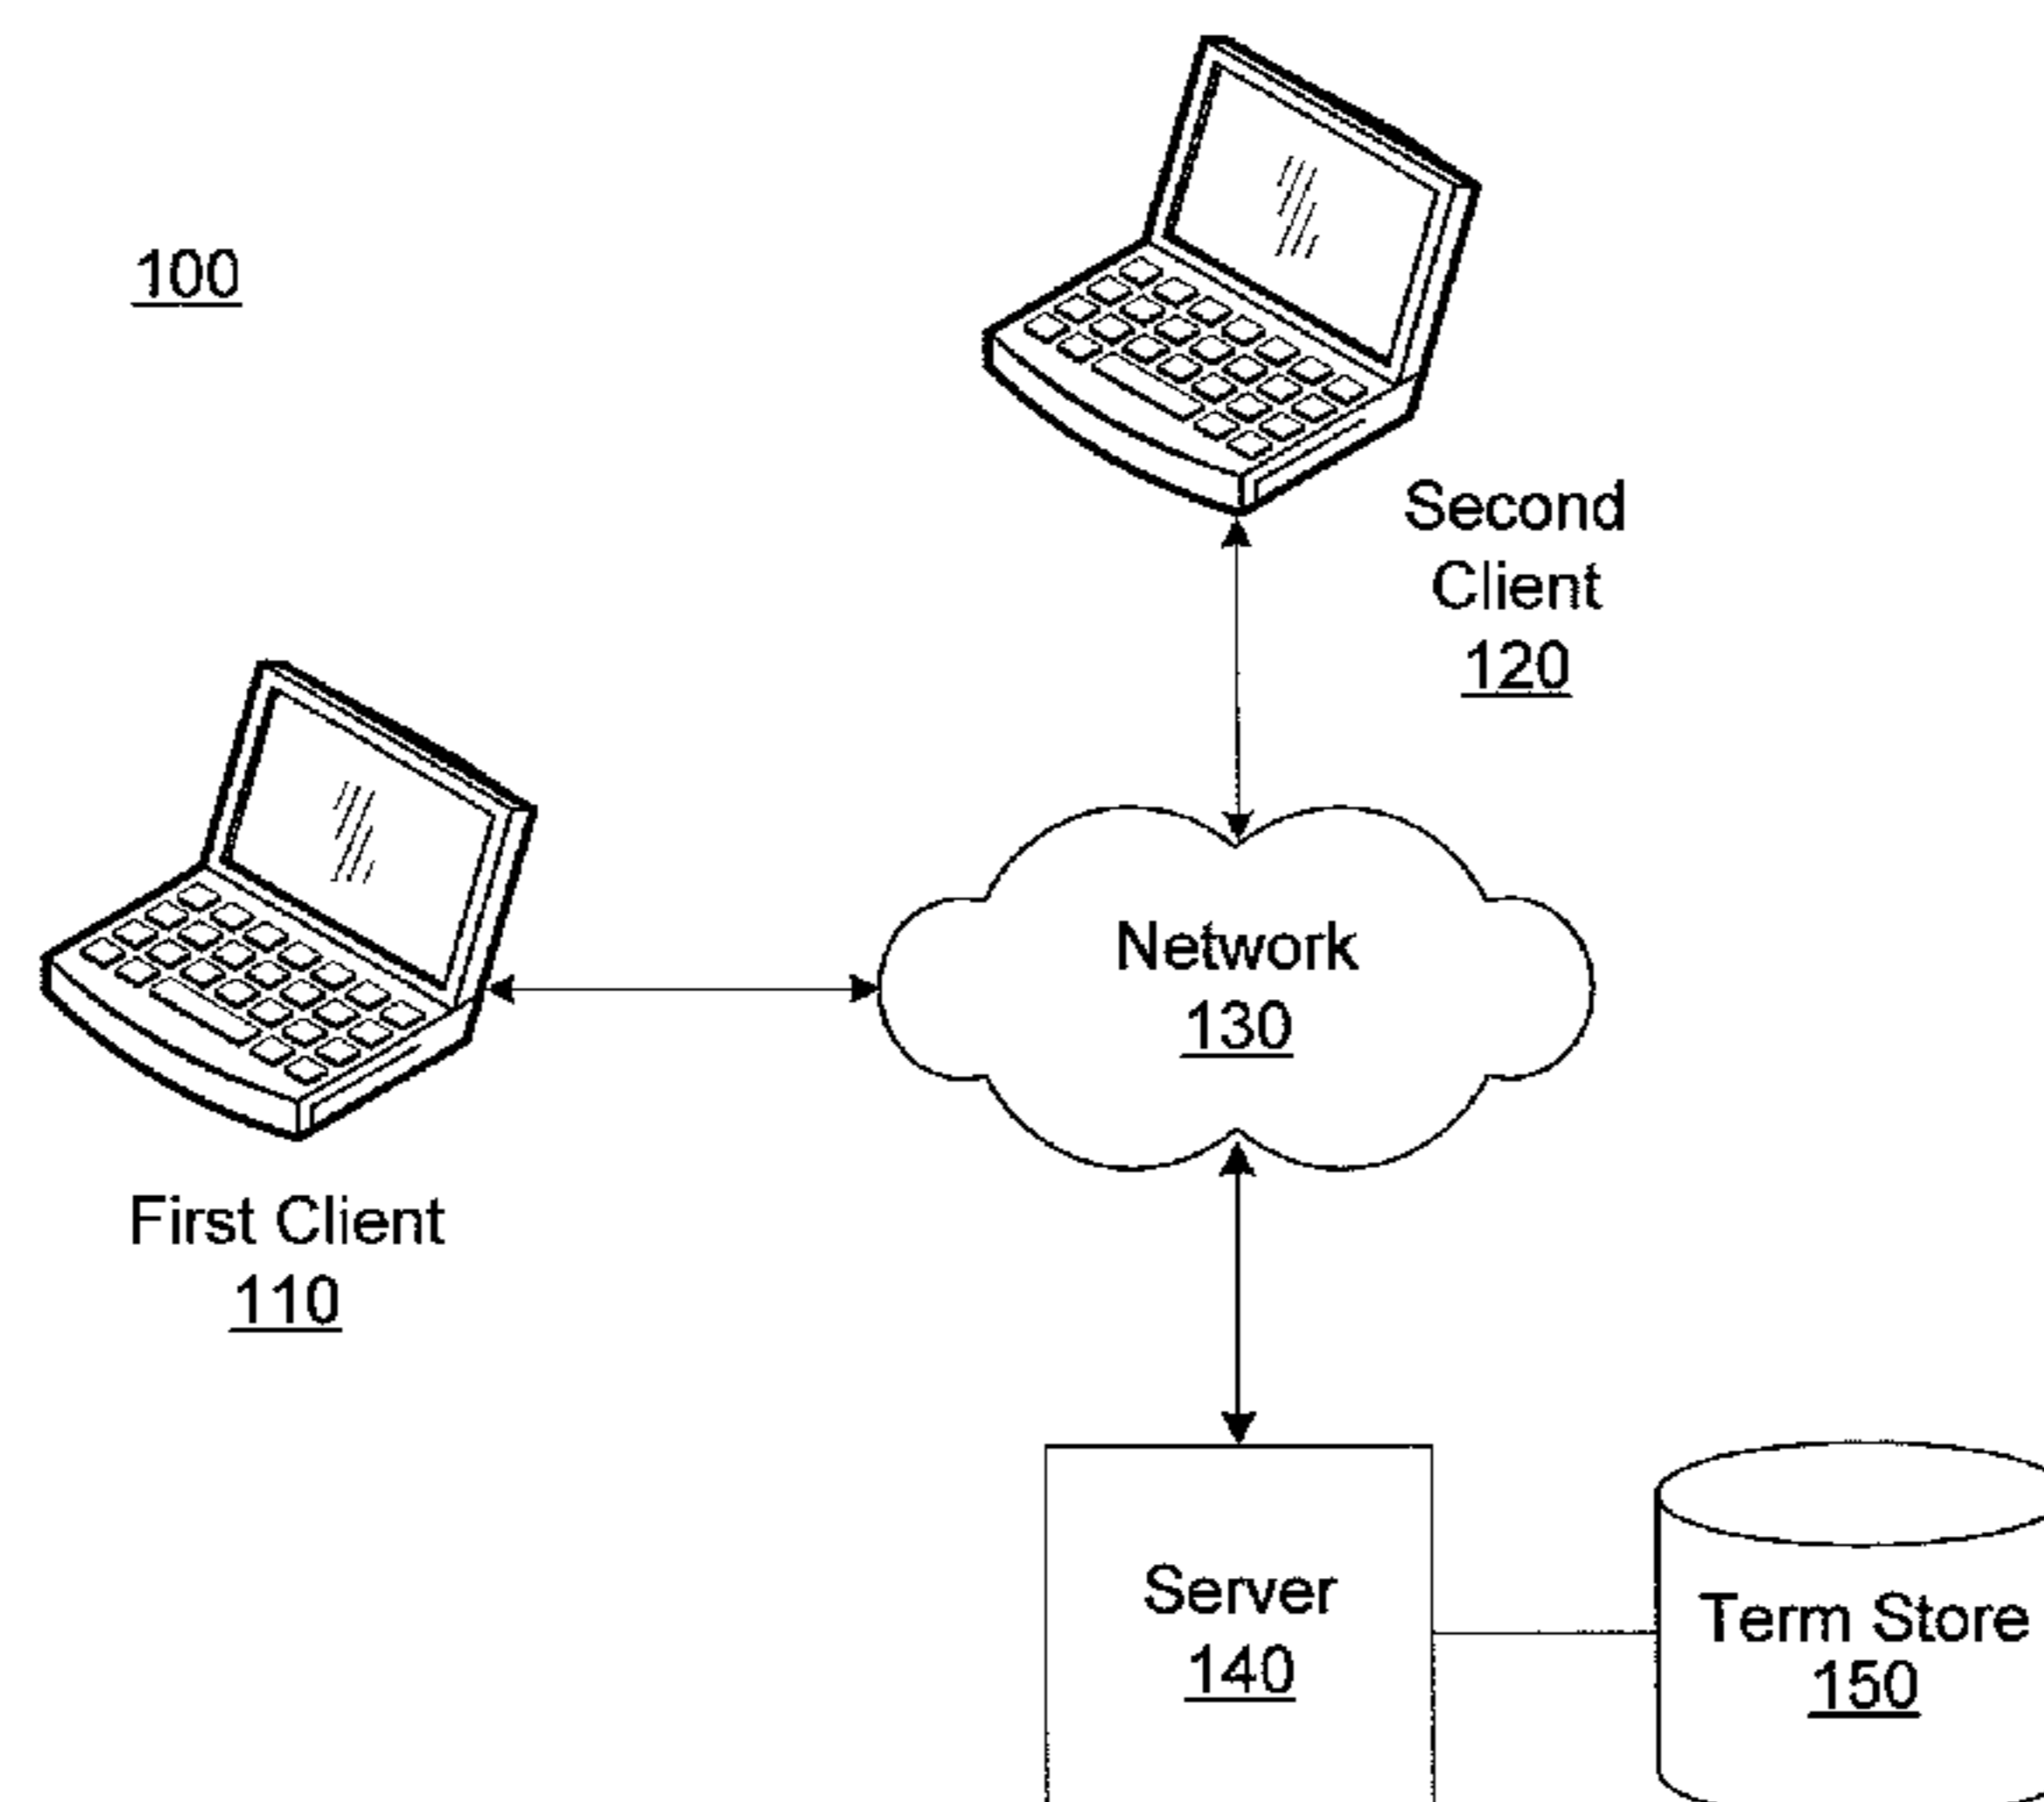 100
Second
Client
120
Network
130
First Client
110
Server
140
Term Store
150